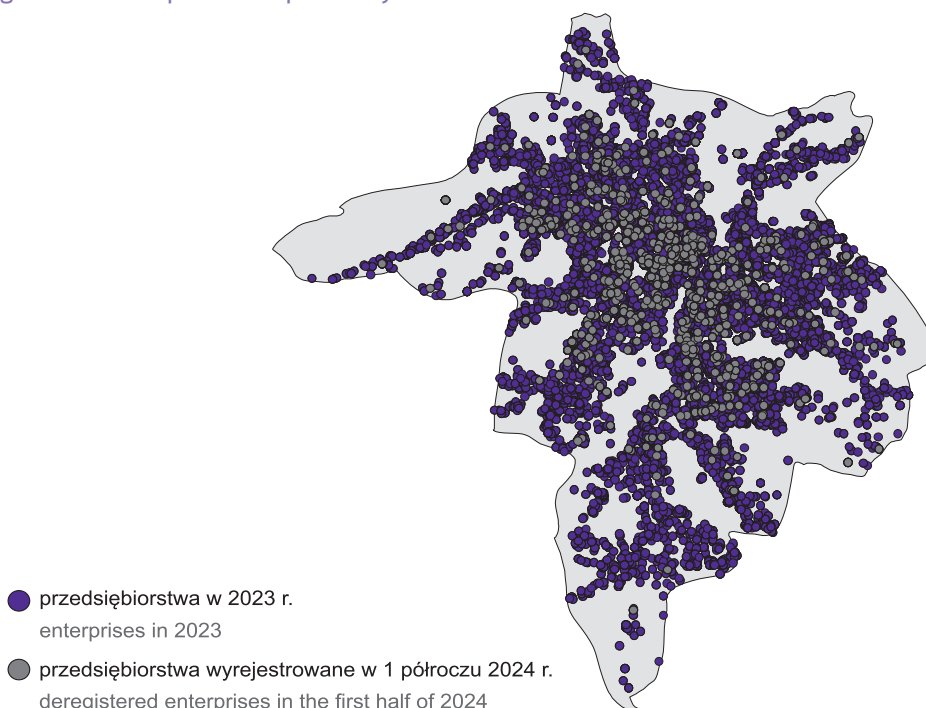 przedsiębiorstwa w 2023 r.
enterprises in 2023
przedsiębiorstwa wyrejestrowane w 1 półroczu 2024 r.
deregistered enterprises in the first half of 2024